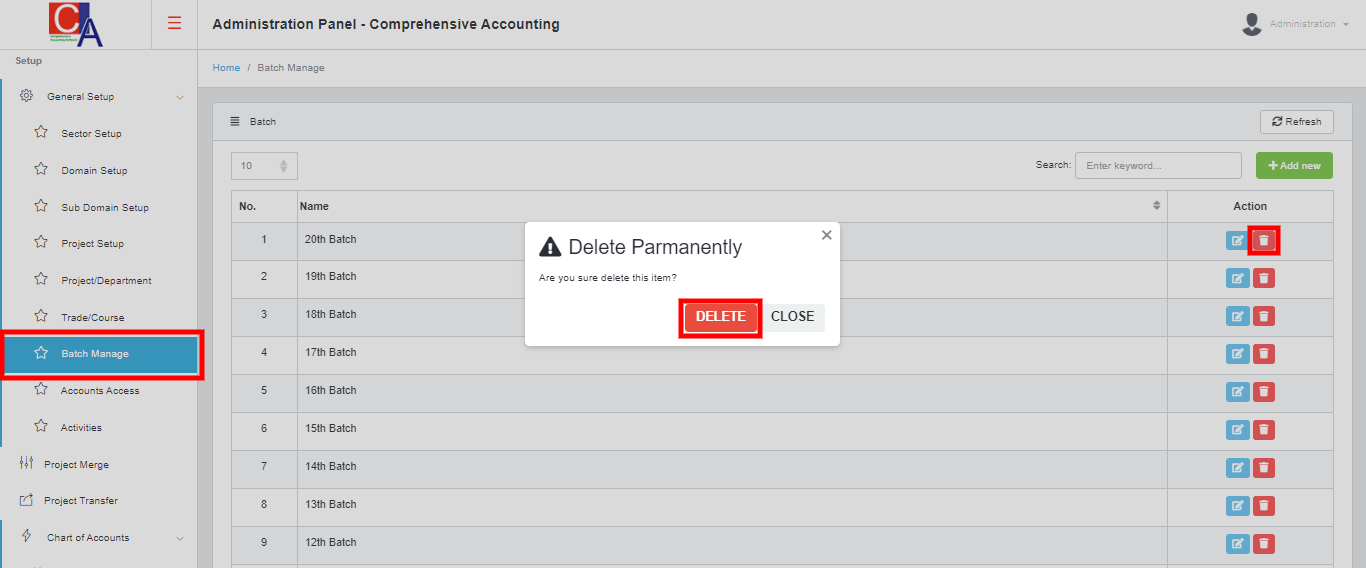 CA
Administration Panel - Comprehensive Accounting
Administration
Setup
Home / Batch Manage
General Setup
Sector Setup
Domain Setup
Sub Domain Setup
Project Setup
Project/Department
Trade/Course
Batch Manage
Accounts Access
Activities
Project Merge
Project Transfer
Chart of Accounts
Batch
Refresh
10
Search: Enter keyword...
Add new
No. Name Action
1 20th Batch
2 19th Batch
3 18th Batch
4 17th Batch
5 16th Batch
6 15th Batch
7 14th Batch
8 13th Batch
9 12th Batch
Delete Parmanently
×
Are you sure delete this item?
DELETE CLOSE